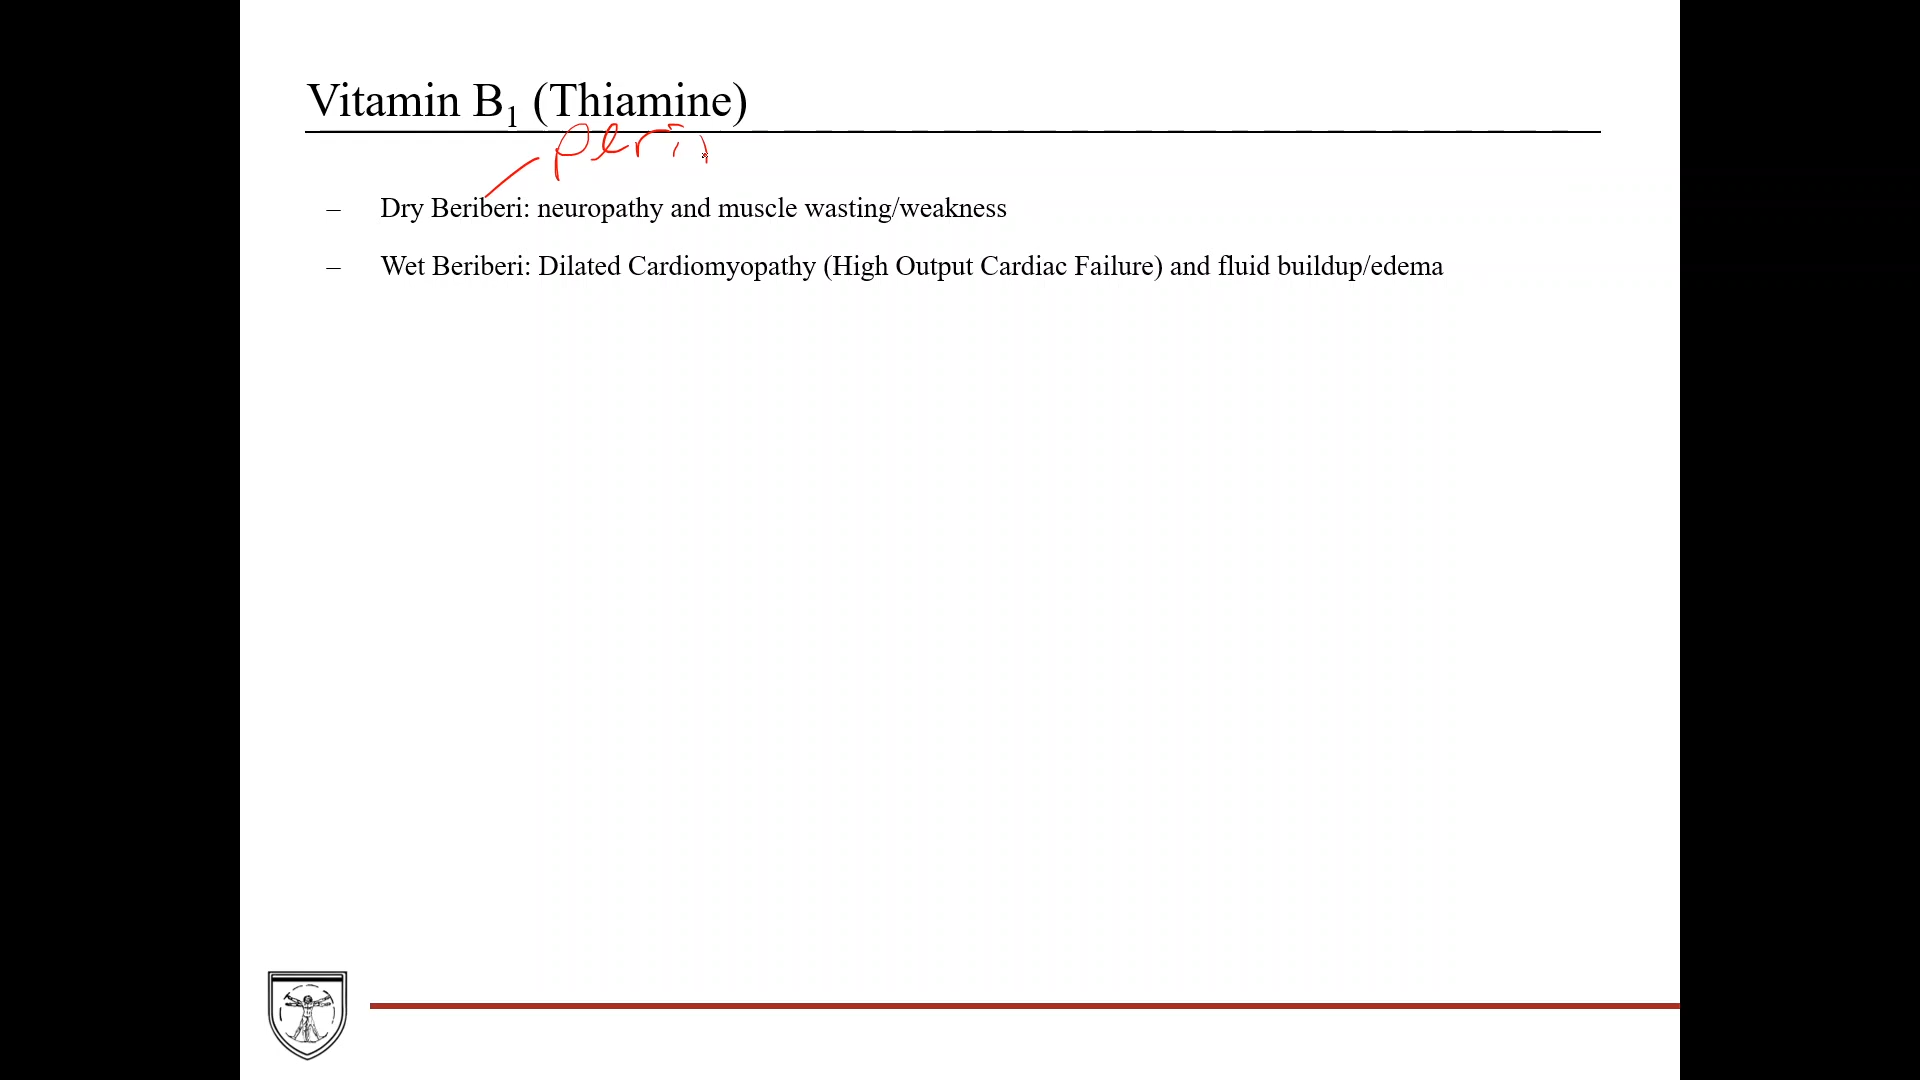 Vitamin B₁ (Thiamine)
peri
– Dry Beriberi: neuropathy and muscle wasting/weakness
– Wet Beriberi: Dilated Cardiomyopathy (High Output Cardiac Failure) and fluid buildup/edema